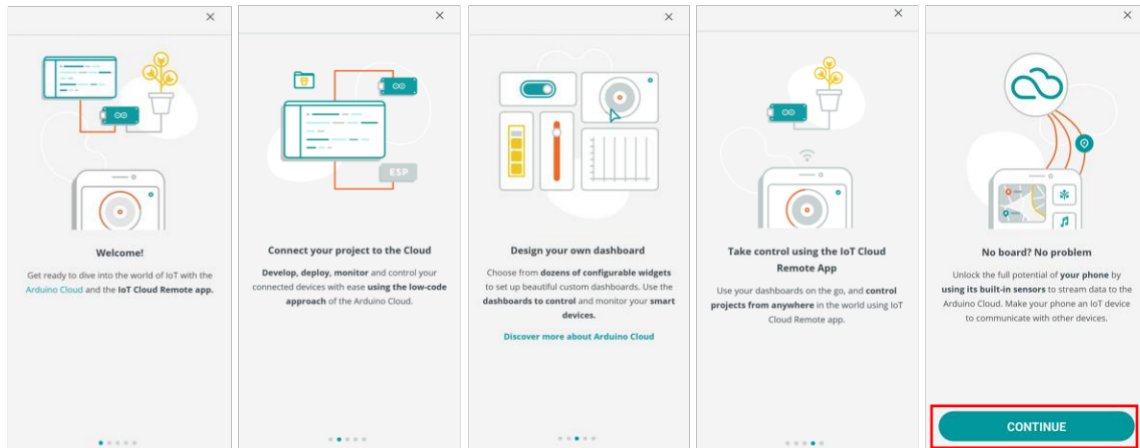 Welcome!
Get ready to dive into the world of IoT with the
Arduino Cloud and the IoT Cloud Remote app.
ESP
Connect your project to the Cloud
Develop, deploy, monitor and control your
connected devices with ease using the low-code
approach of the Arduino Cloud.
Design your own dashboard
Choose from dozens of configurable widgets
to set up beautiful custom dashboards. Use the
dashboards to control and monitor your smart
devices.
Discover more about Arduino Cloud
Take control using the IoT Cloud
Remote App
Use your dashboards on the go, and control
projects from anywhere in the world using IoT
Cloud Remote app.
No board? No problem
Unlock the full potential of your phone by
using its built-in sensors to stream data to the
Arduino Cloud. Make your phone an IoT device
to communicate with other devices.
CONTINUE